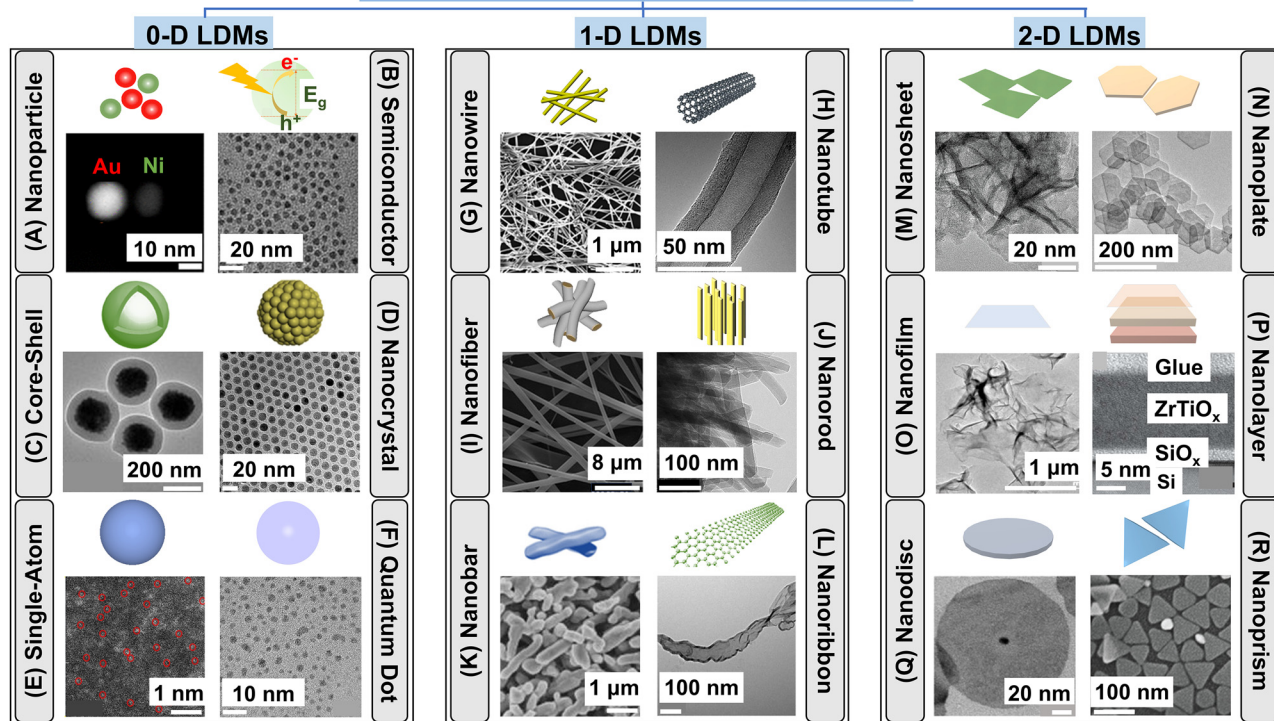 0-D LDMs
1-D LDMs
2-D LDMs
(A) Nanoparticle
Au
Ni
10 nm
e-
Eg
h+
20 nm
(B) Semiconductor
(C) Core-Shell
200 nm
20 nm
(D) Nanocrystal
(E) Single-Atom
1 nm
10 nm
(F) Quantum Dot
(G) Nanowire
1 µm
50 nm
(H) Nanotube
(I) Nanofiber
8 µm
100 nm
(J) Nanorod
(K) Nanobar
1 µm
100 nm
(L) Nanoribbon
(M) Nanosheet
20 nm
200 nm
(N) Nanoplate
(O) Nanofilm
1 µm
Glue
ZrTiOx
SiOx
5 nm
Si
(P) Nanolayer
(Q) Nanodisc
20 nm
100 nm
(R) Nanoprism